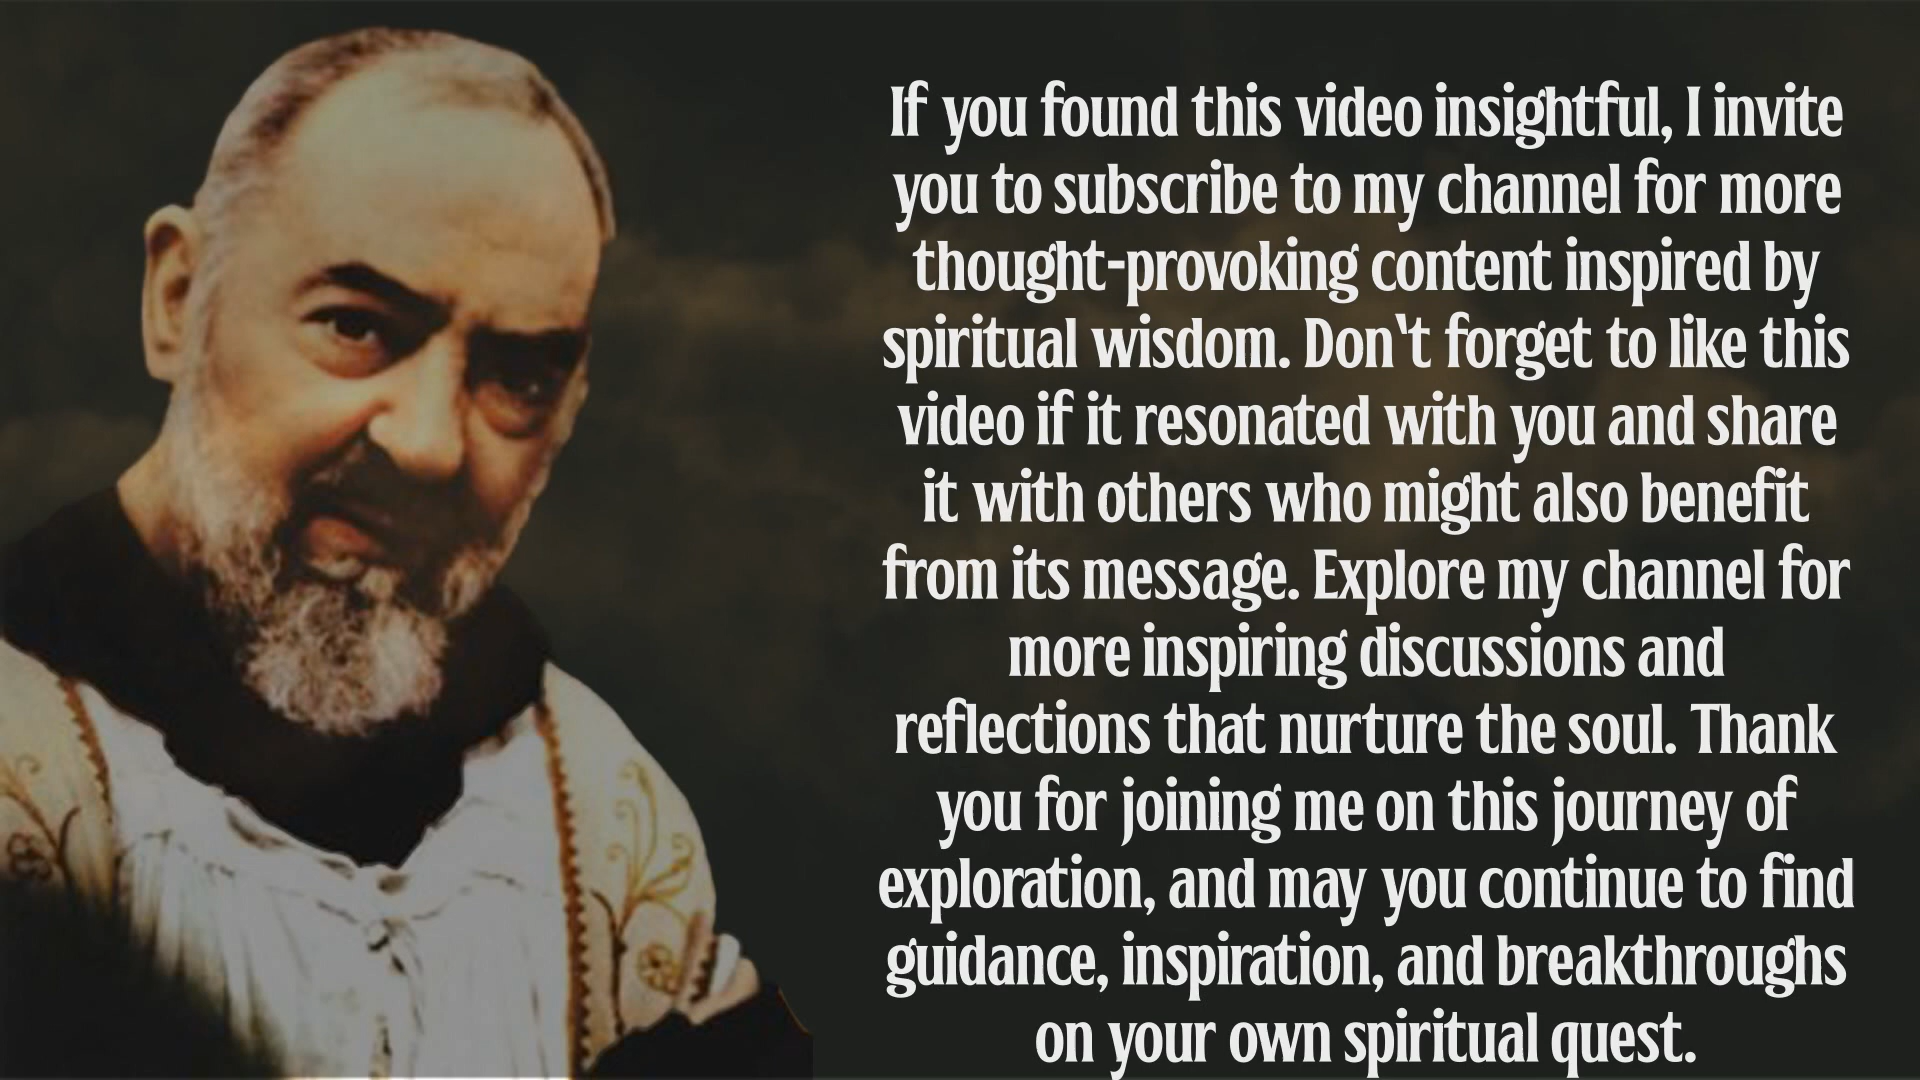 If you found this video insightful, I invite
you to subscribe to my channel for more
thought-provoking content inspired by
spiritual wisdom. Don't forget to like this
video if it resonated with you and share
it with others who might also benefit
from its message. Explore my channel for
more inspiring discussions and
reflections that nurture the soul. Thank
you for joining me on this journey of
exploration, and may you continue to find
guidance, inspiration, and breakthroughs
on your own spiritual quest.